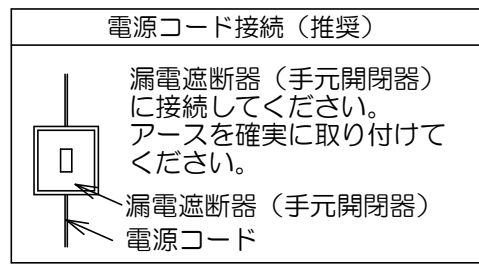 電源コード接続（推奨）
漏電遮断器（手元開閉器）
に接続してください。
アースを確実に取り付けて
ください。
漏電遮断器（手元開閉器）
電源コード